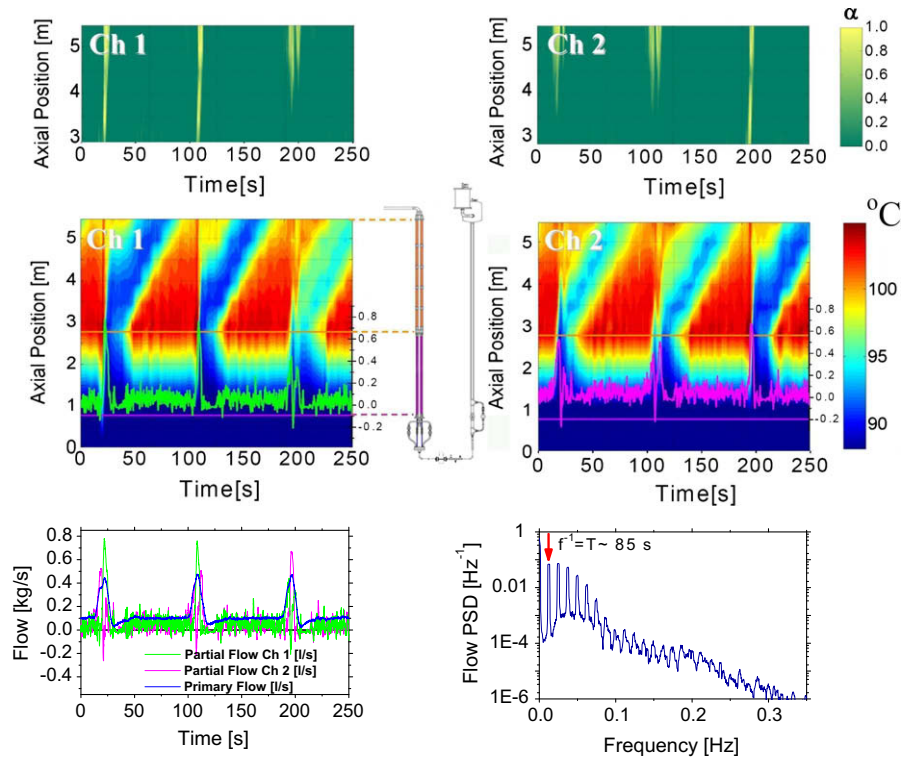 Ch 1
Axial Position [m]
5
4
3
0 50 100 150 200 250
Time[s]
Ch 2
Axial Position [m]
5
4
3
0 50 100 150 200 250
Time[s]
α
1.0
0.8
0.6
0.4
0.2
0.0
Ch 1
Axial Position [m]
5
4
3
2
1
0
0.8
0.6
0.4
0.2
0.0
-0.2
0 50 100 150 200 250
Time[s]
Ch 2
Axial Position [m]
5
4
3
2
1
0
0.8
0.6
0.4
0.2
0.0
-0.2
0 50 100 150 200 250
Time[s]
°C
100
95
90
Flow [kg/s]
0.8
0.6
0.4
0.2
0.0
-0.2
-0.4
Partial Flow Ch 1 [l/s]
Partial Flow Ch 2 [l/s]
Primary Flow [l/s]
0 50 100 150 200 250
Time [s]
Flow PSD [Hz⁻¹]
1
0.01
1E-4
1E-6
f⁻¹=T~ 85 s
0.0 0.1 0.2 0.3
Frequency [Hz]